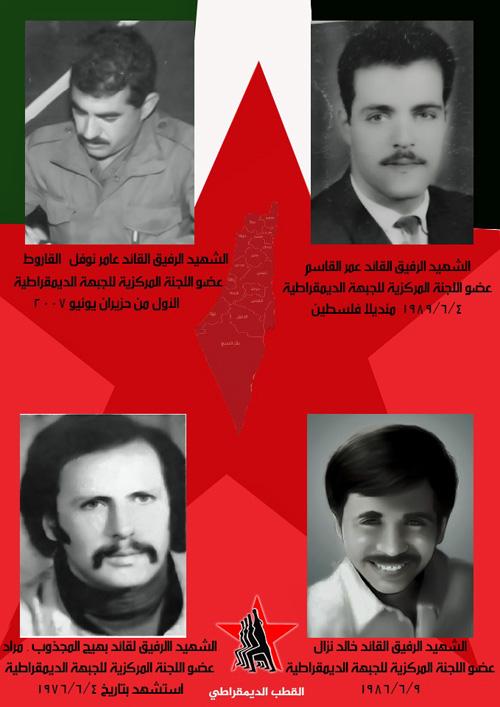 الشهيد الرفيق القائد عمر القاسم
عضو اللجنة المركزية للجبهة الديمقراطية
١٩٨٩/٦/٤ منديلا فلسطين
الشهيد الرفيق القائد عامر نوفل القاروط
عضو اللجنة المركزية للجبهة الديمقراطية
الاول من حزيران يونيو ٢٠٠٧
الشهيد الرفيق القائد خالد نزال
عضو اللجنة المركزية للجبهة الديمقراطية
١٩٨٦/٦/٩
الشهيد االرفيق لقائد بهيج المجذوب . مراد
عضو اللجنة المركزية للجبهة الديمقراطية
استشهد بتاريخ ١٩٧٦/٦/٤
القطب الديمقراطي